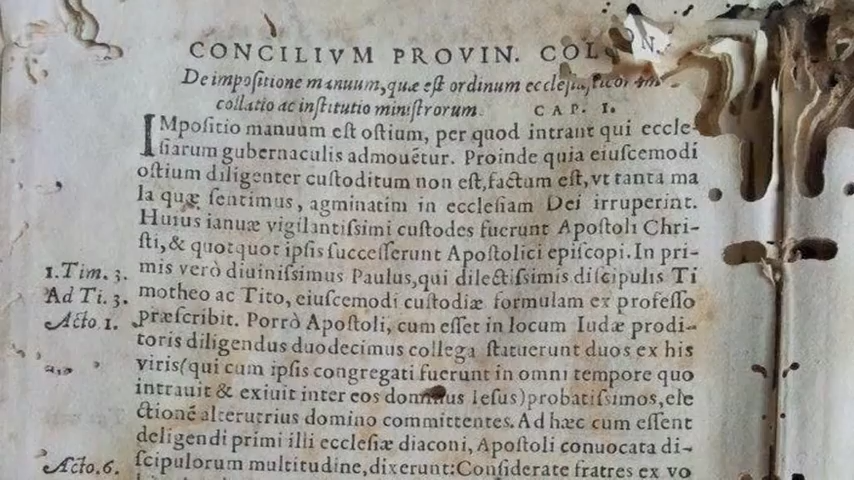 CONCILIVM PROVIN. COLON.
De impositione manuum, quæ est ordinum ecclesiasticorum
collatio ac institutio ministrorum. CAP. I.
IMpositio manuum est ostium, per quod intrant qui eccle-
siarum gubernaculis admouẽtur. Proinde quia eiuscemodi
ostium diligenter custoditum non est, factum est, vt tanta ma
la quæ sentimus, agminatim in ecclesiam Dei irruperint.
Huius ianuæ vigilantissimi custodes fuerunt Apostoli Chri-
sti, & quotquot ipsis successerunt Apostolici episcopi. In pri-
1. Tim. 3. mis verò diuinissimus Paulus, qui dilectissimis discipulis Ti
Ad Ti. 3. motheo ac Tito, eiuscemodi custodiæ formulam ex professo
Acto 1. præscribit. Porrò Apostoli, cum esset in locum Iudæ prodi-
toris diligendus duodecimus collega statuerunt duos ex his
viris (qui cum ipsis congregati fuerunt in omni tempore quo
intrauit & exiuit inter eos dominus Iesus) probatissimos, ele
ctionẽ alterutrius domino committentes. Ad hæc cum essent
deligendi primi illi ecclesiæ diaconi, Apostoli conuocata di-
Acto. 6. scipulorum multitudine, dixerunt: Considerate fratres ex vo